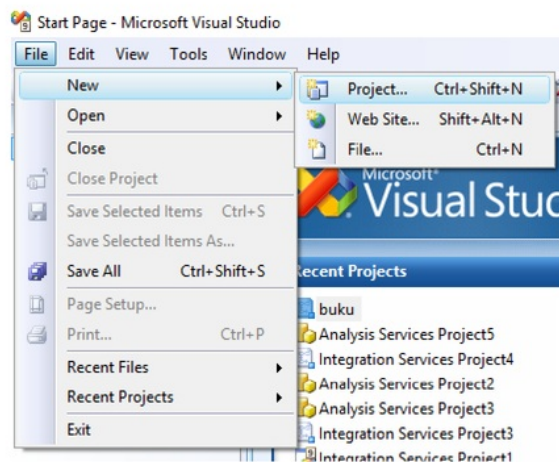 Start Page - Microsoft Visual Studio
File Edit View Tools Window Help
New
Open
Close
Close Project
Save Selected Items Ctrl+S
Save Selected Items As...
Save All Ctrl+Shift+S
Page Setup...
Print... Ctrl+P
Recent Files
Recent Projects
Exit
Project... Ctrl+Shift+N
Web Site... Shift+Alt+N
File... Ctrl+N
Microsoft®
Visual Stud
Recent Projects
buku
Analysis Services Project5
Integration Services Project4
Analysis Services Project2
Analysis Services Project3
Integration Services Project3
Integration Services Project1